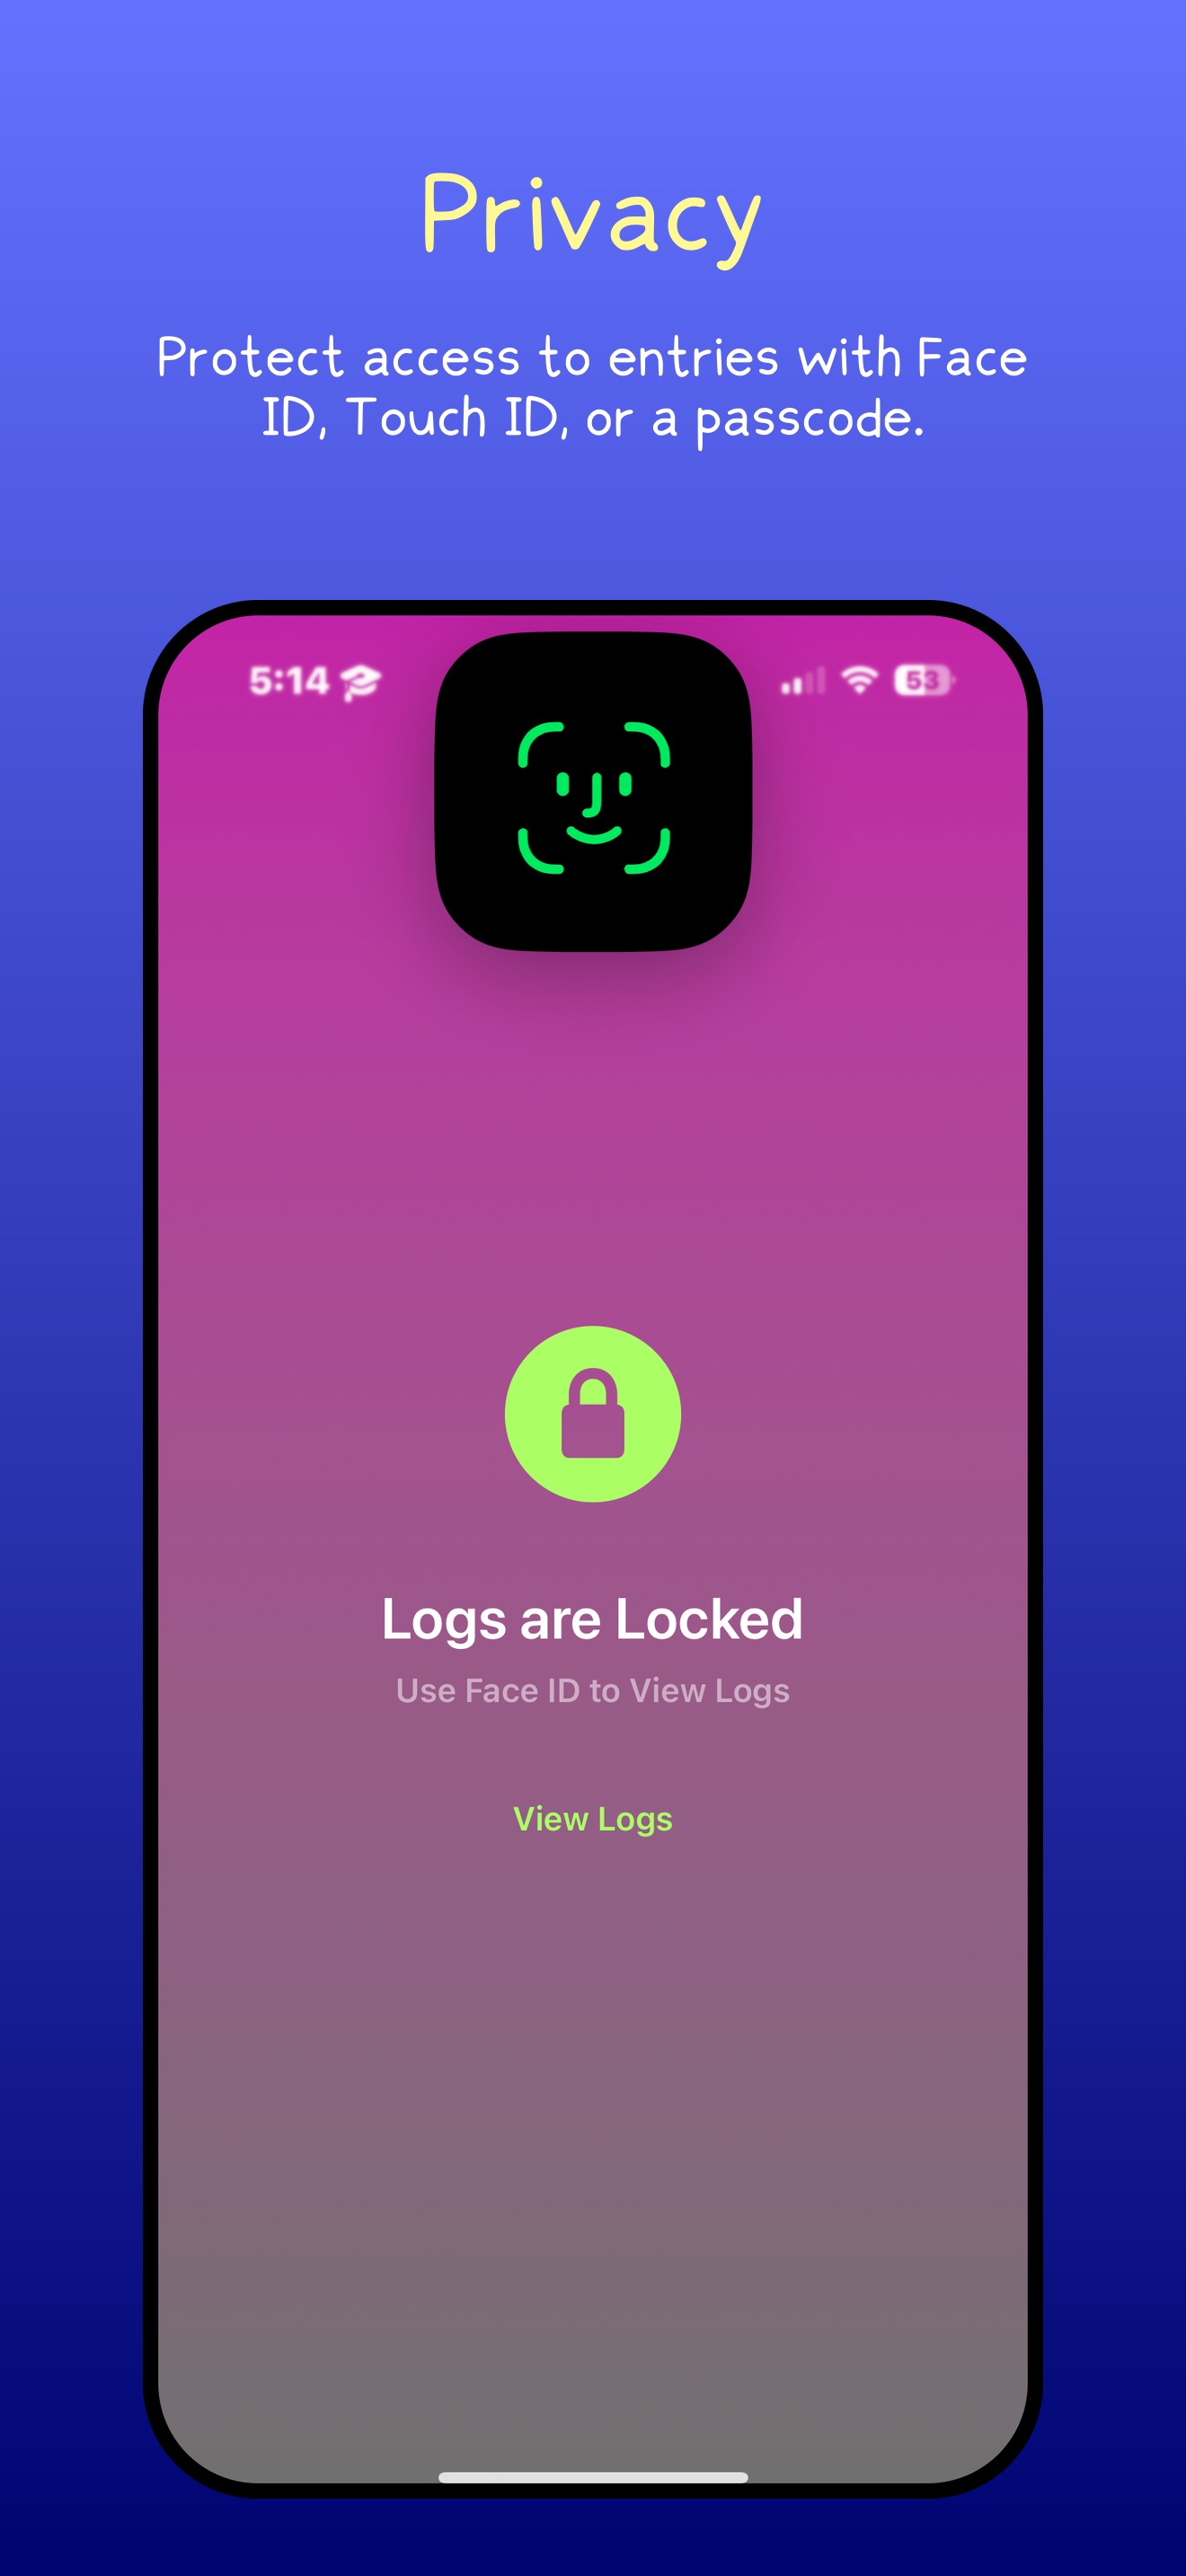 Privacy
Protect access to entries with Face
ID, Touch ID, or a passcode.
5:14
53
Logs are Locked
Use Face ID to View Logs
View Logs